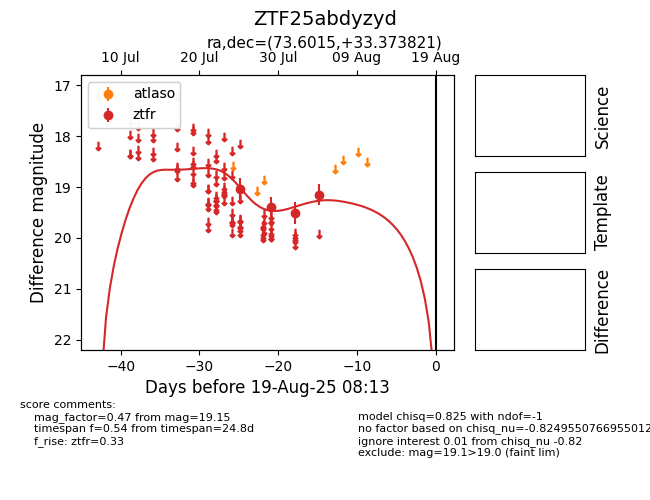 ZTF25abdyzyd
ra,dec=(73.6015,+33.373821)
10 Jul 20 Jul 30 Jul 09 Aug 19 Aug
atlaso
ztfr
17
18
19
20
21
22
Difference magnitude
−40 −30 −20 −10 0
Days before 19-Aug-25 08:13
Science
Template
Difference
score comments:
mag_factor=0.47 from mag=19.15
timespan f=0.54 from timespan=24.8d
f_rise: ztfr=0.33
model chisq=0.825 with ndof=-1
no factor based on chisq_nu=-0.8249550766955012
ignore interest 0.01 from chisq_nu -0.82
exclude: mag=19.1>19.0 (faint lim)